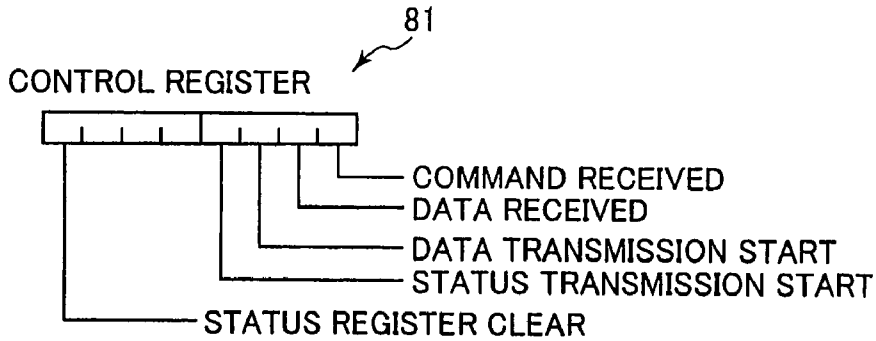 81
CONTROL REGISTER
COMMAND RECEIVED
DATA RECEIVED
DATA TRANSMISSION START
STATUS TRANSMISSION START
STATUS REGISTER CLEAR